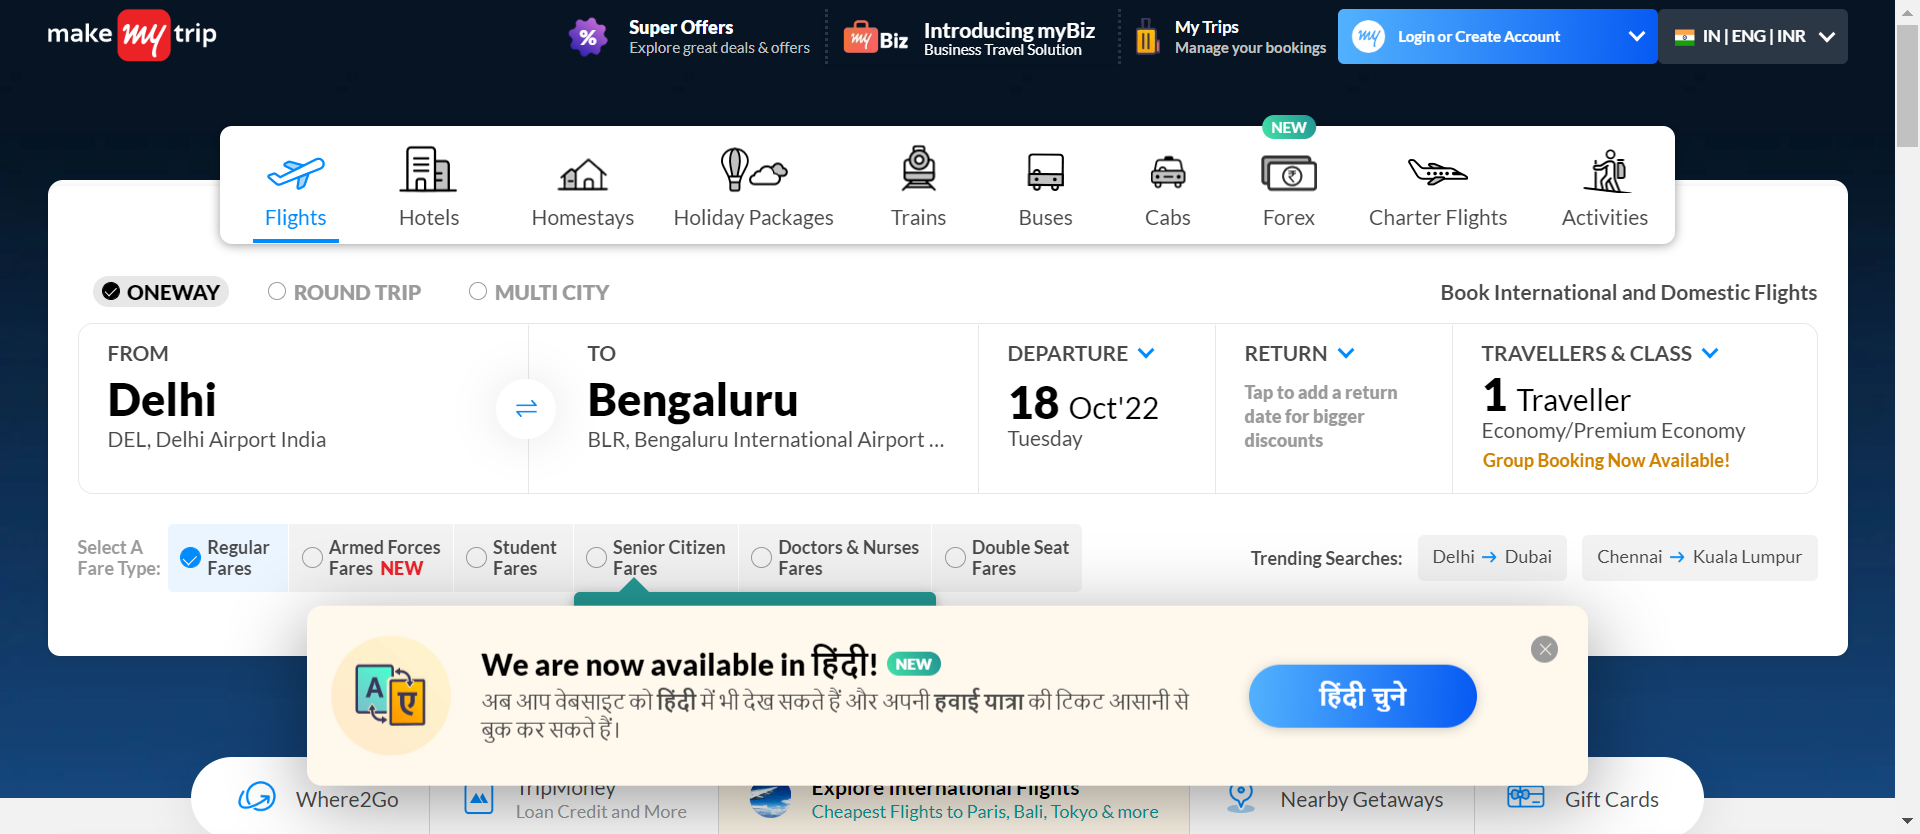 make my trip
%
Super Offers
Explore great deals & offers
my Biz
Introducing myBiz
Business Travel Solution
My Trips
Manage your bookings
my
Login or Create Account
IN | ENG | INR
NEW
Flights
Hotels
Homestays
Holiday Packages
Trains
Buses
Cabs
Forex
Charter Flights
Activities
ONEWAY
ROUND TRIP
MULTI CITY
Book International and Domestic Flights
FROM
Delhi
DEL, Delhi Airport India
TO
Bengaluru
BLR, Bengaluru International Airport ...
DEPARTURE
18 Oct'22
Tuesday
RETURN
Tap to add a return
date for bigger
discounts
TRAVELLERS & CLASS
1 Traveller
Economy/Premium Economy
Group Booking Now Available!
Select A
Fare Type:
Regular
Fares
Armed Forces
Fares NEW
Student
Fares
Senior Citizen
Fares
Doctors & Nurses
Fares
Double Seat
Fares
Trending Searches:
Delhi → Dubai
Chennai → Kuala Lumpur
A ए
We are now available in हिंदी! NEW
अब आप वेबसाइट को हिंदी में भी देख सकते हैं और अपनी हवाई यात्रा की टिकट आसानी से
बुक कर सकते हैं।
हिंदी चुने
Where2Go
TripMoney
Loan Credit and More
Explore International Flights
Cheapest Flights to Paris, Bali, Tokyo & more
Nearby Getaways
Gift Cards